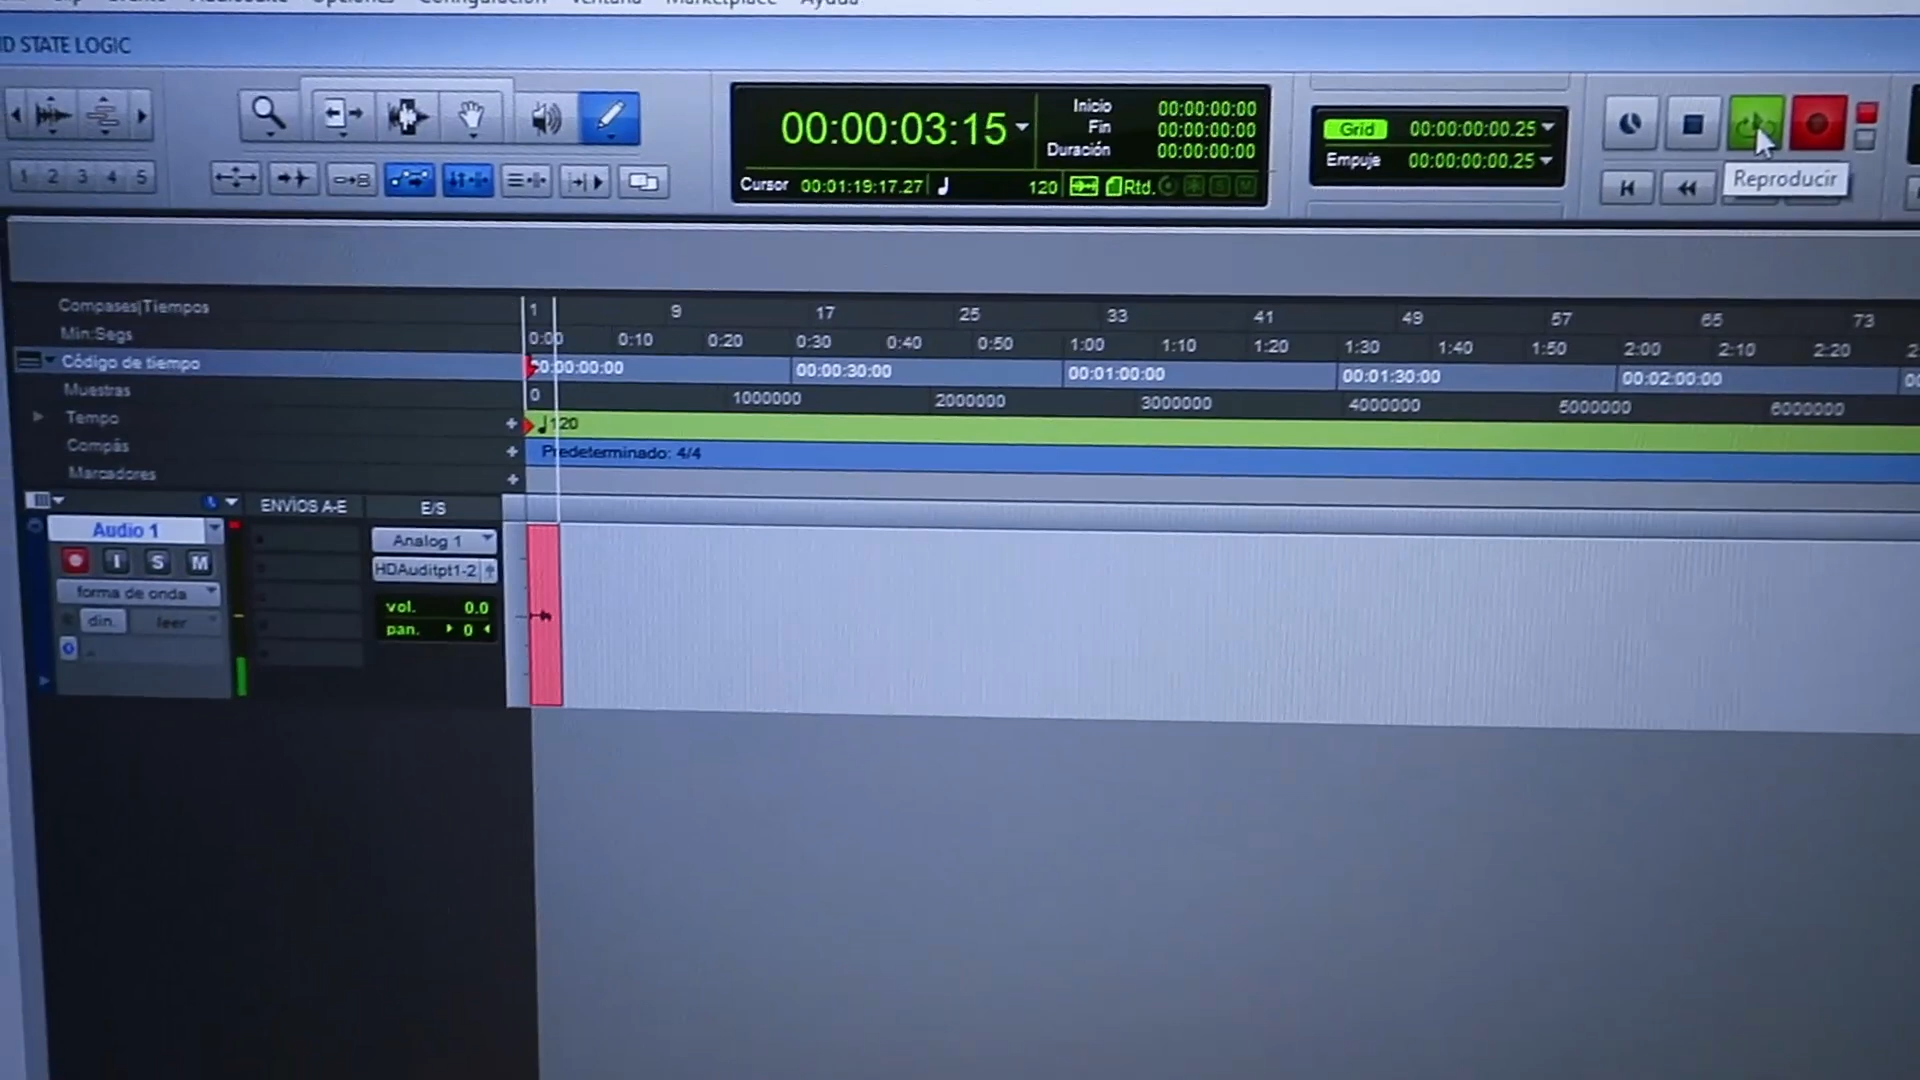 Opciones Configuración Ventana Marketplace Ayuda
D STATE LOGIC
1 2 3 4 5
00:00:03:15
Inicio 00:00:00:00
Fin 00:00:00:00
Duración 00:00:00:00
Cursor 00:01:19:17.27 120 Rtd. S M
Grid 00:00:00:00.25
Empuje 00:00:00:00.25
Reproducir
Compases|Tiempos 1 9 17 25 33 41 49 57 65 73
Min:Segs 0:00 0:10 0:20 0:30 0:40 0:50 1:00 1:10 1:20 1:30 1:40 1:50 2:00 2:10 2:20
Código de tiempo 00:00:00:00 00:00:30:00 00:01:00:00 00:01:30:00 00:02:00:00
Muestras 0 1000000 2000000 3000000 4000000 5000000 6000000
Tempo + 120
Compás + Predeterminado: 4/4
Marcadores +
ENVÍOS A-E E/S
Audio 1 Analog 1
I S M HDAuditpt1-2
forma de onda vol. 0.0
din. leer pan. 0